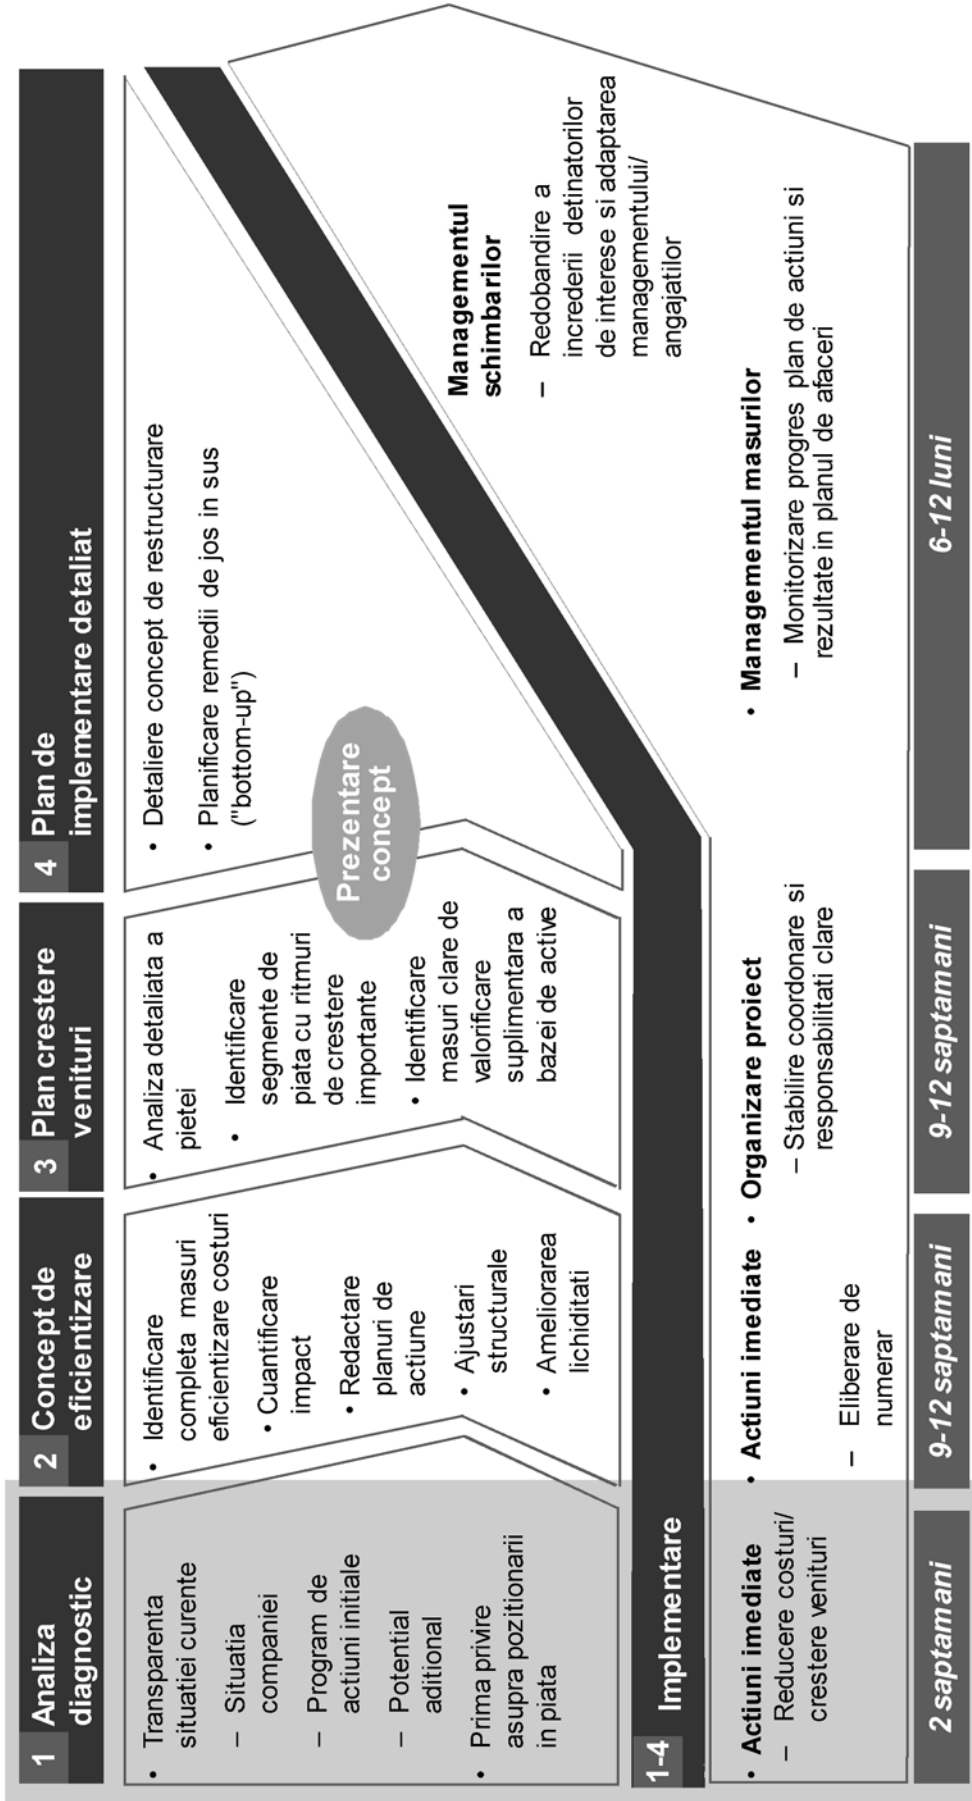 1 Analiza
diagnostic
• Transparenta
situatiei curente
– Situatia
companiei
– Program de
actiuni initiale
– Potential
aditional
• Prima privire
asupra pozitionarii
in piata
2 Concept de
eficientizare
• Identificare
completa masuri
eficientizare costuri
• Cuantificare
impact
• Redactare
planuri de
actiune
• Ajustari
structurale
• Ameliorarea
lichiditati
3 Plan crestere
venituri
• Analiza detaliata a
pietei
• Identificare
segmente de
piata cu ritmuri
de crestere
importante
• Identificare
masuri clare de
valorificare
suplimentara a
bazei de active
4 Plan de
implementare detaliat
• Detaliere concept de restructurare
• Planificare remedii de jos in sus
("bottom-up")
Prezentare
concept
1-4 Implementare
• Actiuni imediate
– Reducere costuri/
crestere venituri
• Actiuni imediate
– Eliberare de
numerar
• Organizare proiect
– Stabilire coordonare si
responsabilitati clare
• Managementul masurilor
– Monitorizare progres plan de actiuni si
rezultate in planul de afaceri
Managementul
schimbarilor
– Redobandire a
increderii detinatorilor
de interese si adaptarea
managementului/
angajatilor
2 saptamani
9-12 saptamani
9-12 saptamani
6-12 luni